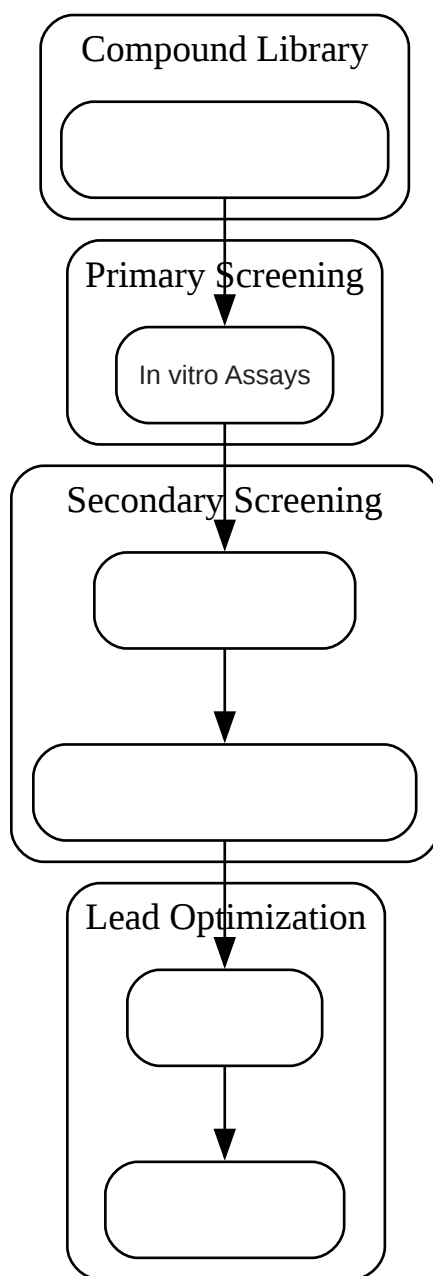 Compound Library
Primary Screening
In vitro Assays
Secondary Screening
Lead Optimization